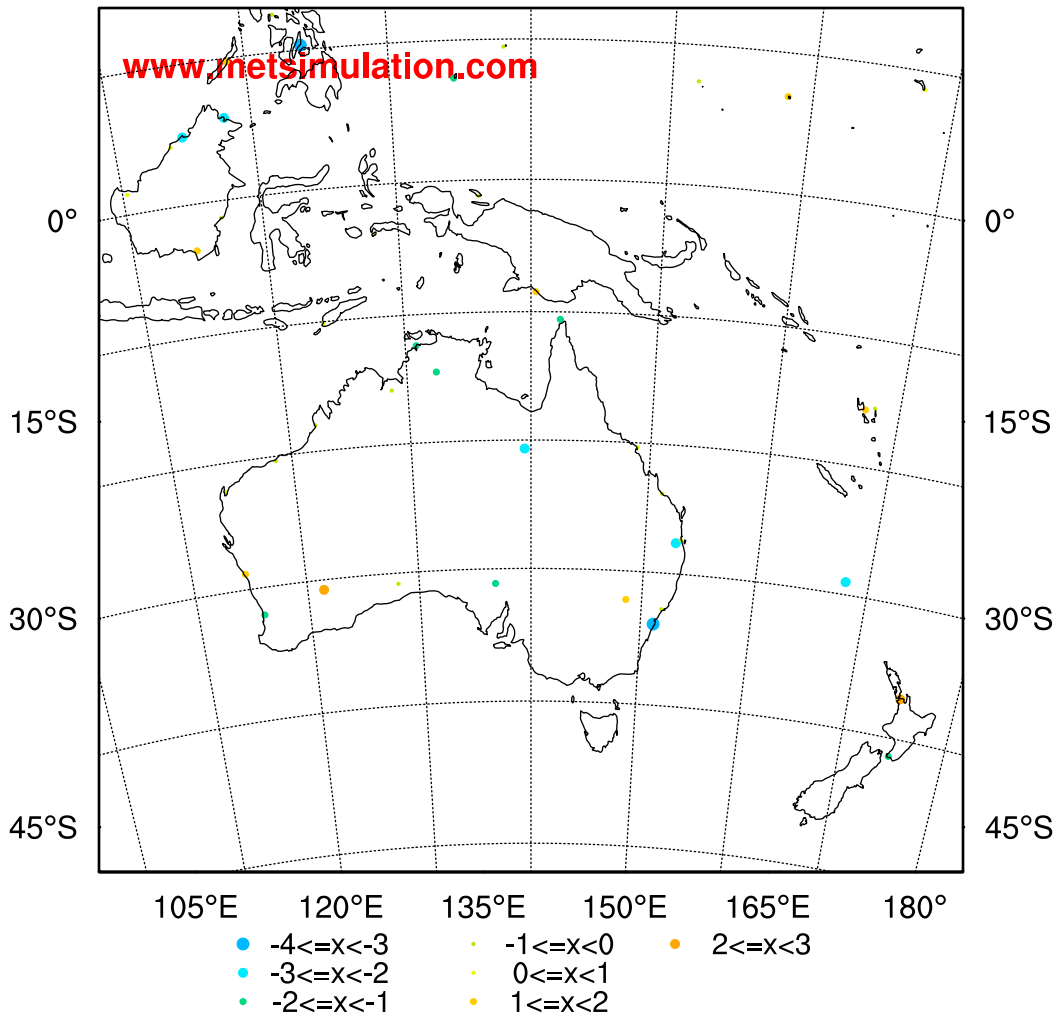 www.metsimulation.com
0° 0°
15°S 15°S
30°S 30°S
45°S 45°S
105°E 120°E 135°E 150°E 165°E 180°
-4<=x<-3 -1<=x<0 2<=x<3
-3<=x<-2 0<=x<1
-2<=x<-1 1<=x<2